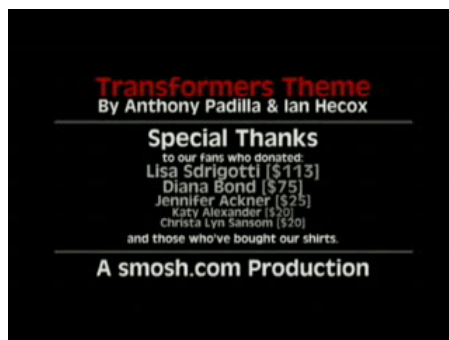 Transformers Theme
By Anthony Padilla & Ian Hecox
Special Thanks
to our fans who donated:
Lisa Sdrigotti [$113]
Diana Bond [$75]
Jennifer Ackner [$25]
Katy Alexander [$20]
Christa Lyn Sansom [$20]
and those who've bought our shirts.
A smosh.com Production